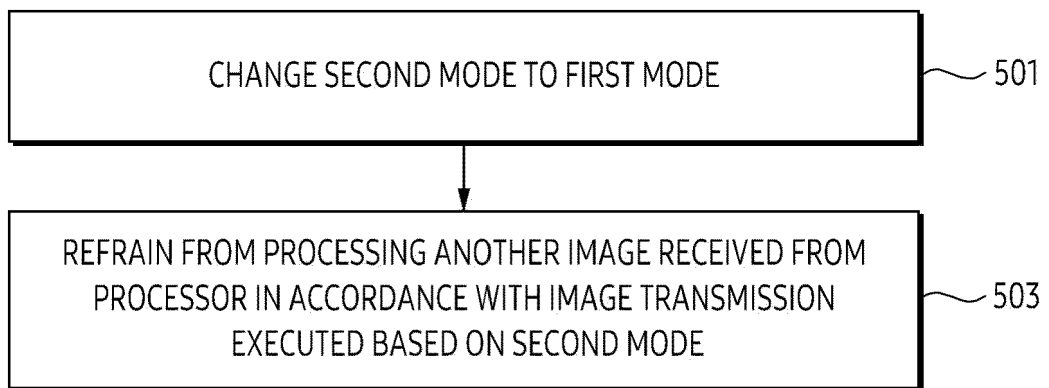 CHANGE SECOND MODE TO FIRST MODE
501
REFRAIN FROM PROCESSING ANOTHER IMAGE RECEIVED FROM
PROCESSOR IN ACCORDANCE WITH IMAGE TRANSMISSION
EXECUTED BASED ON SECOND MODE
503